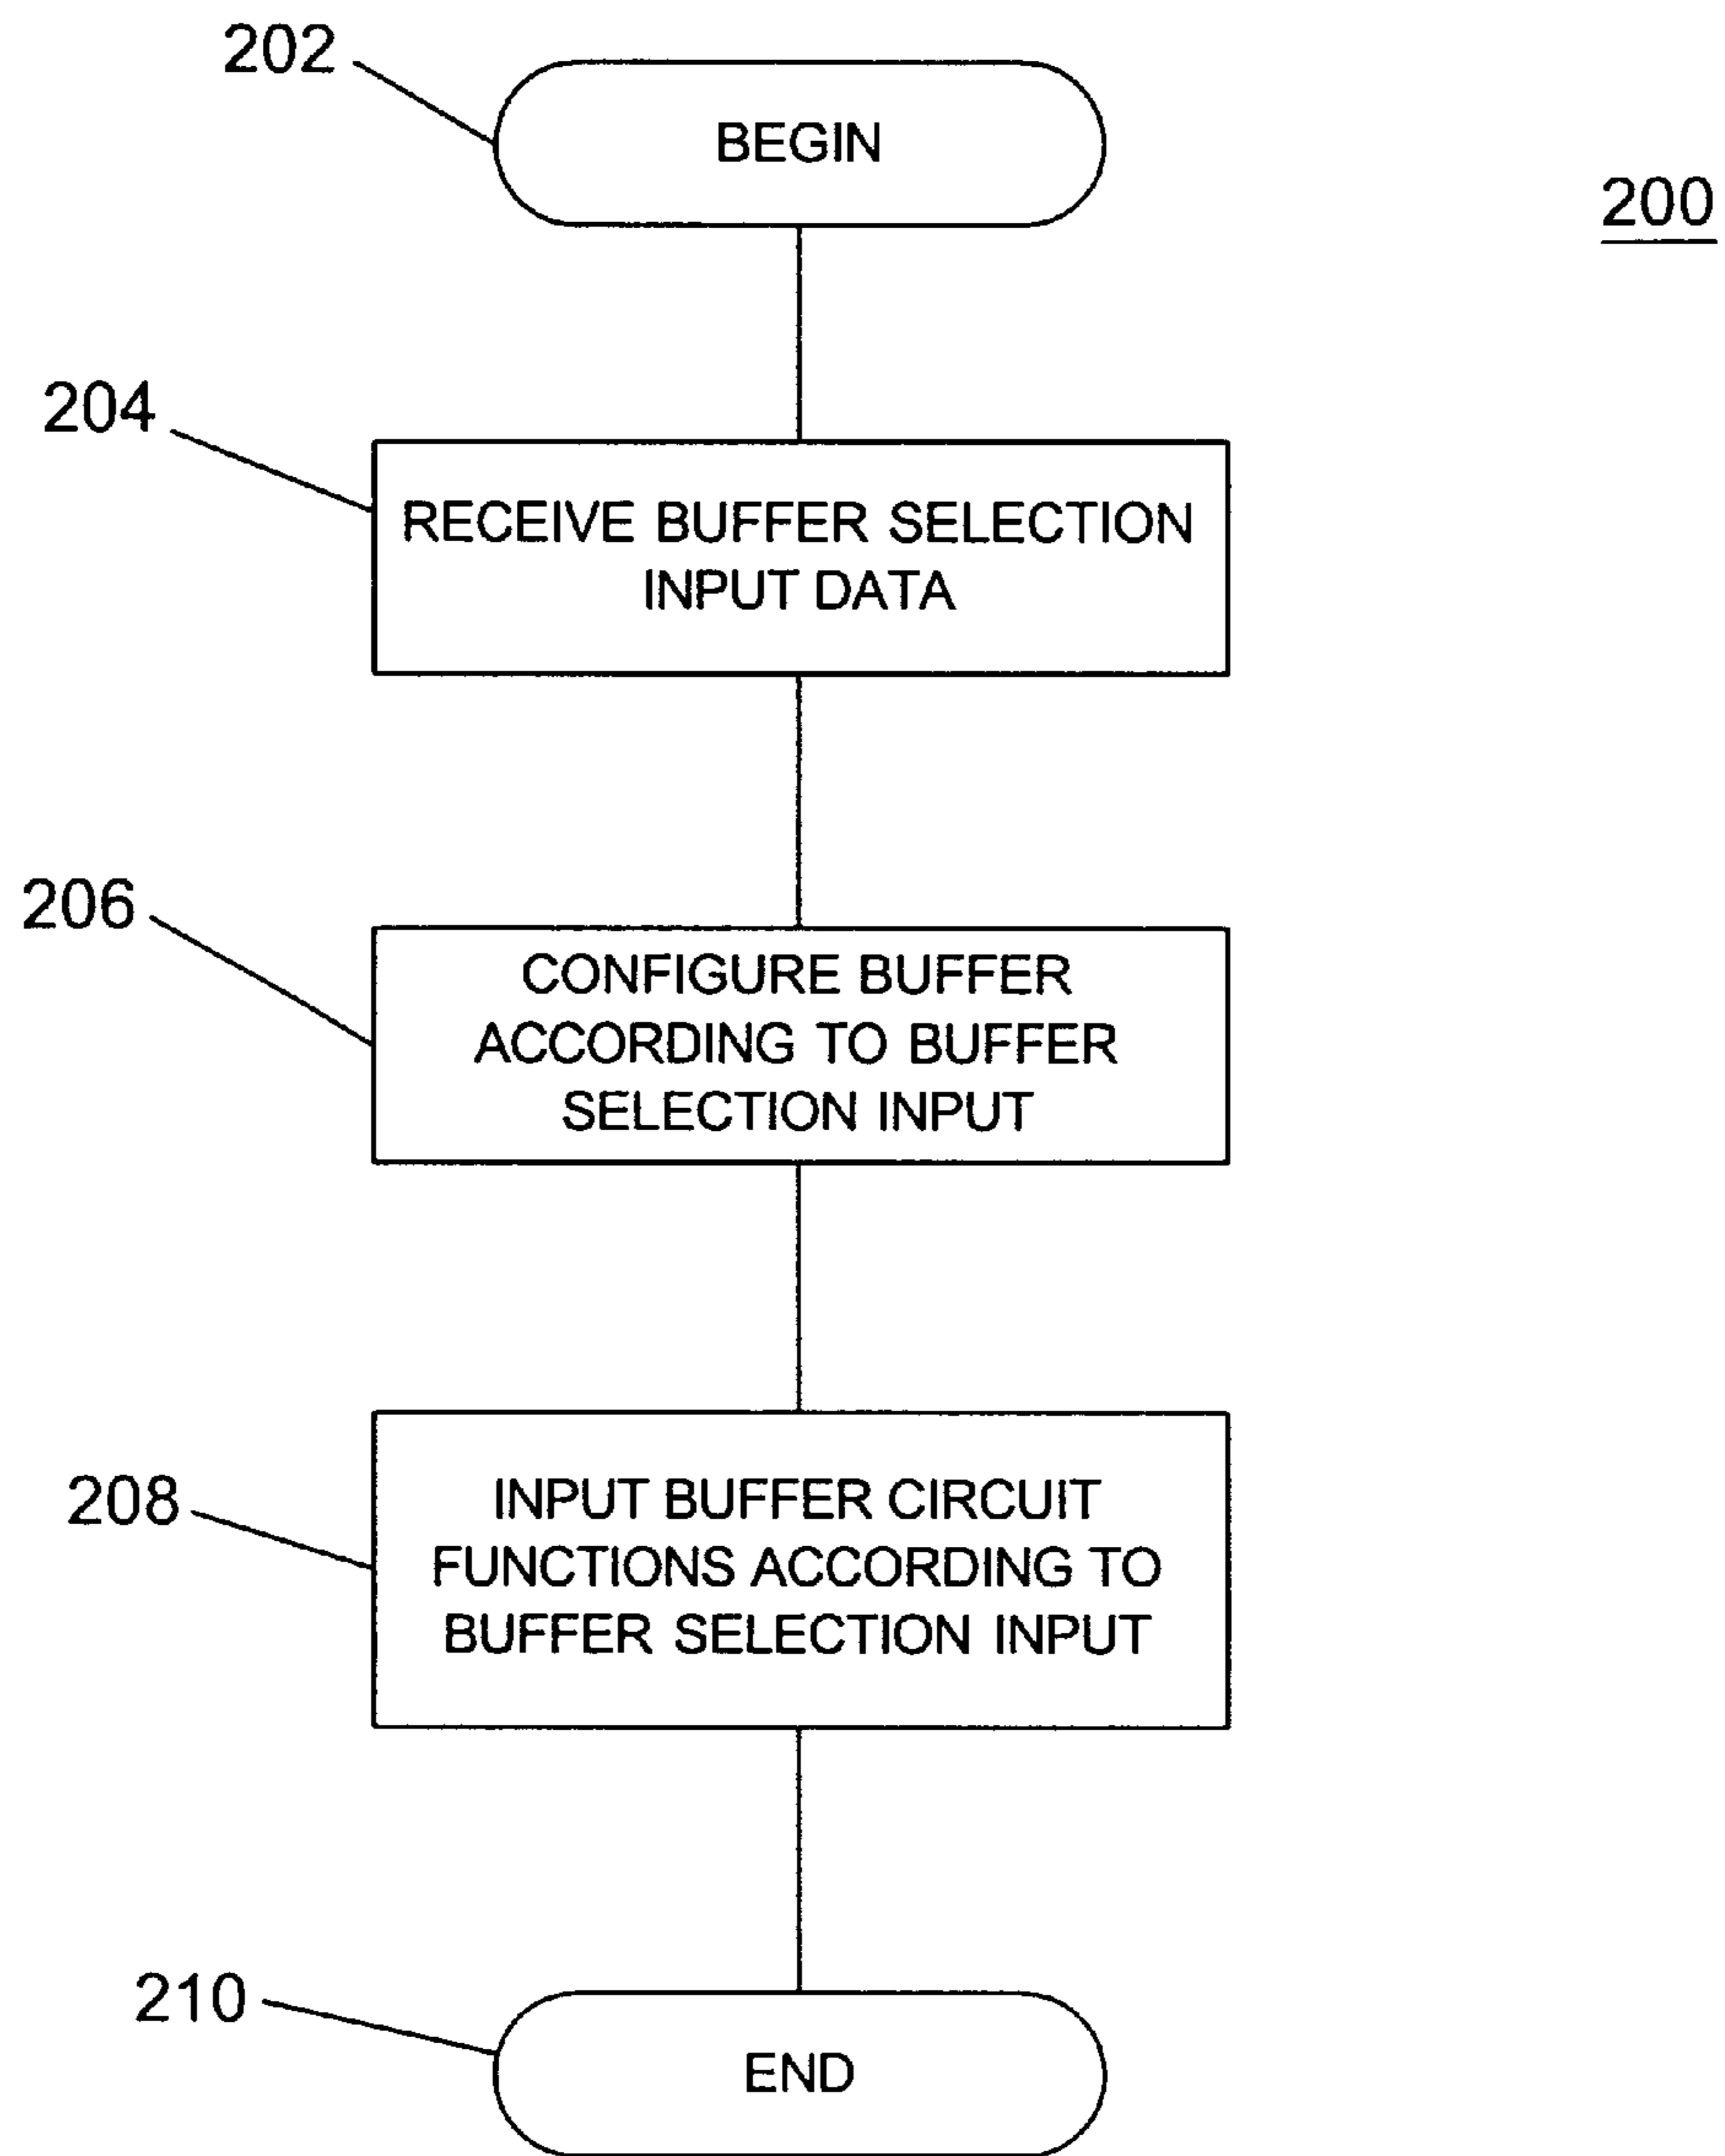 202
BEGIN
200
204
RECEIVE BUFFER SELECTION
INPUT DATA
206
CONFIGURE BUFFER
ACCORDING TO BUFFER
SELECTION INPUT
208
INPUT BUFFER CIRCUIT
FUNCTIONS ACCORDING TO
BUFFER SELECTION INPUT
210
END